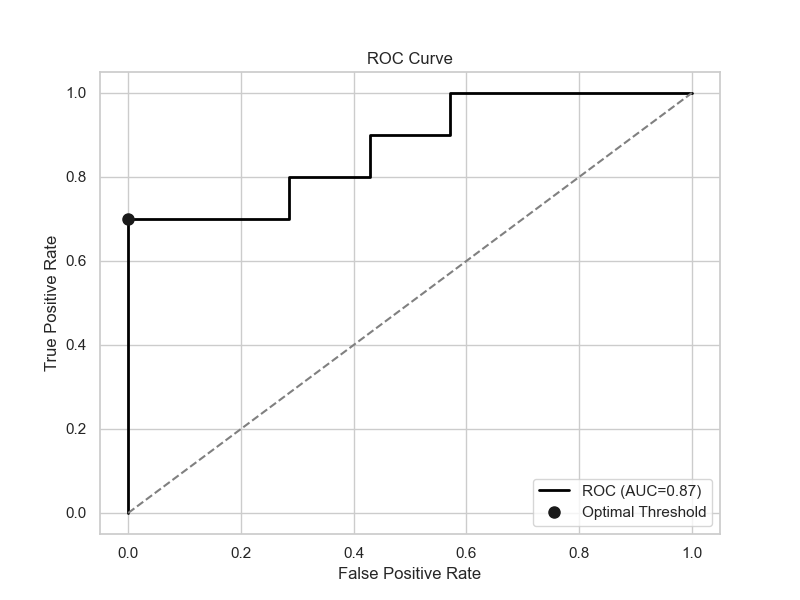 ROC Curve
True Positive Rate
1.0
0.8
0.6
0.4
0.2
0.0
0.0 0.2 0.4 0.6 0.8 1.0
False Positive Rate
ROC (AUC=0.87)
Optimal Threshold